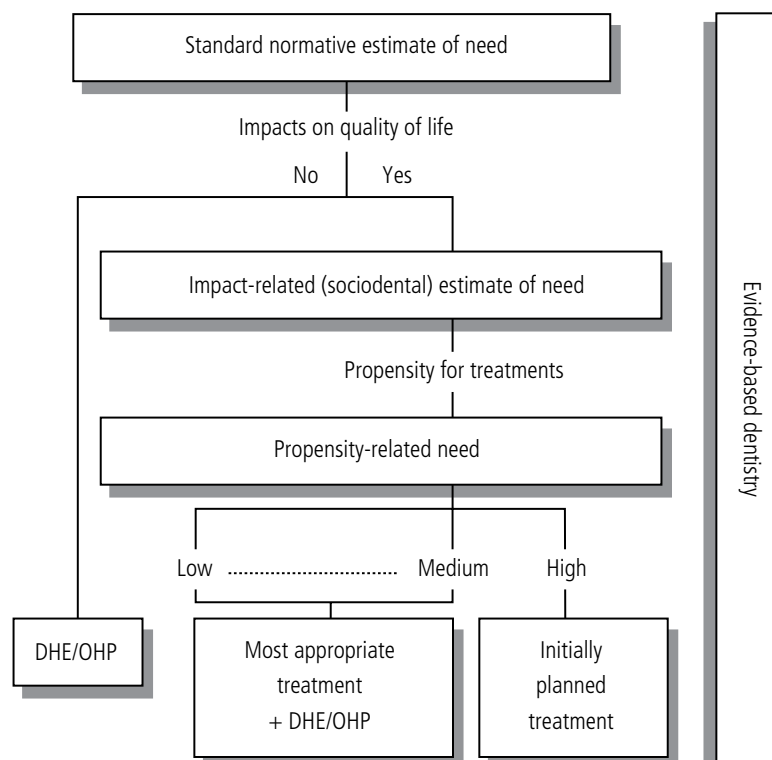 Standard normative estimate of need
Impacts on quality of life
No Yes
Impact-related (sociodental) estimate of need
Propensity for treatments
Propensity-related need
Low ........................... Medium High
DHE/OHP
Most appropriate
treatment
+ DHE/OHP
Initially
planned
treatment
Evidence-based dentistry